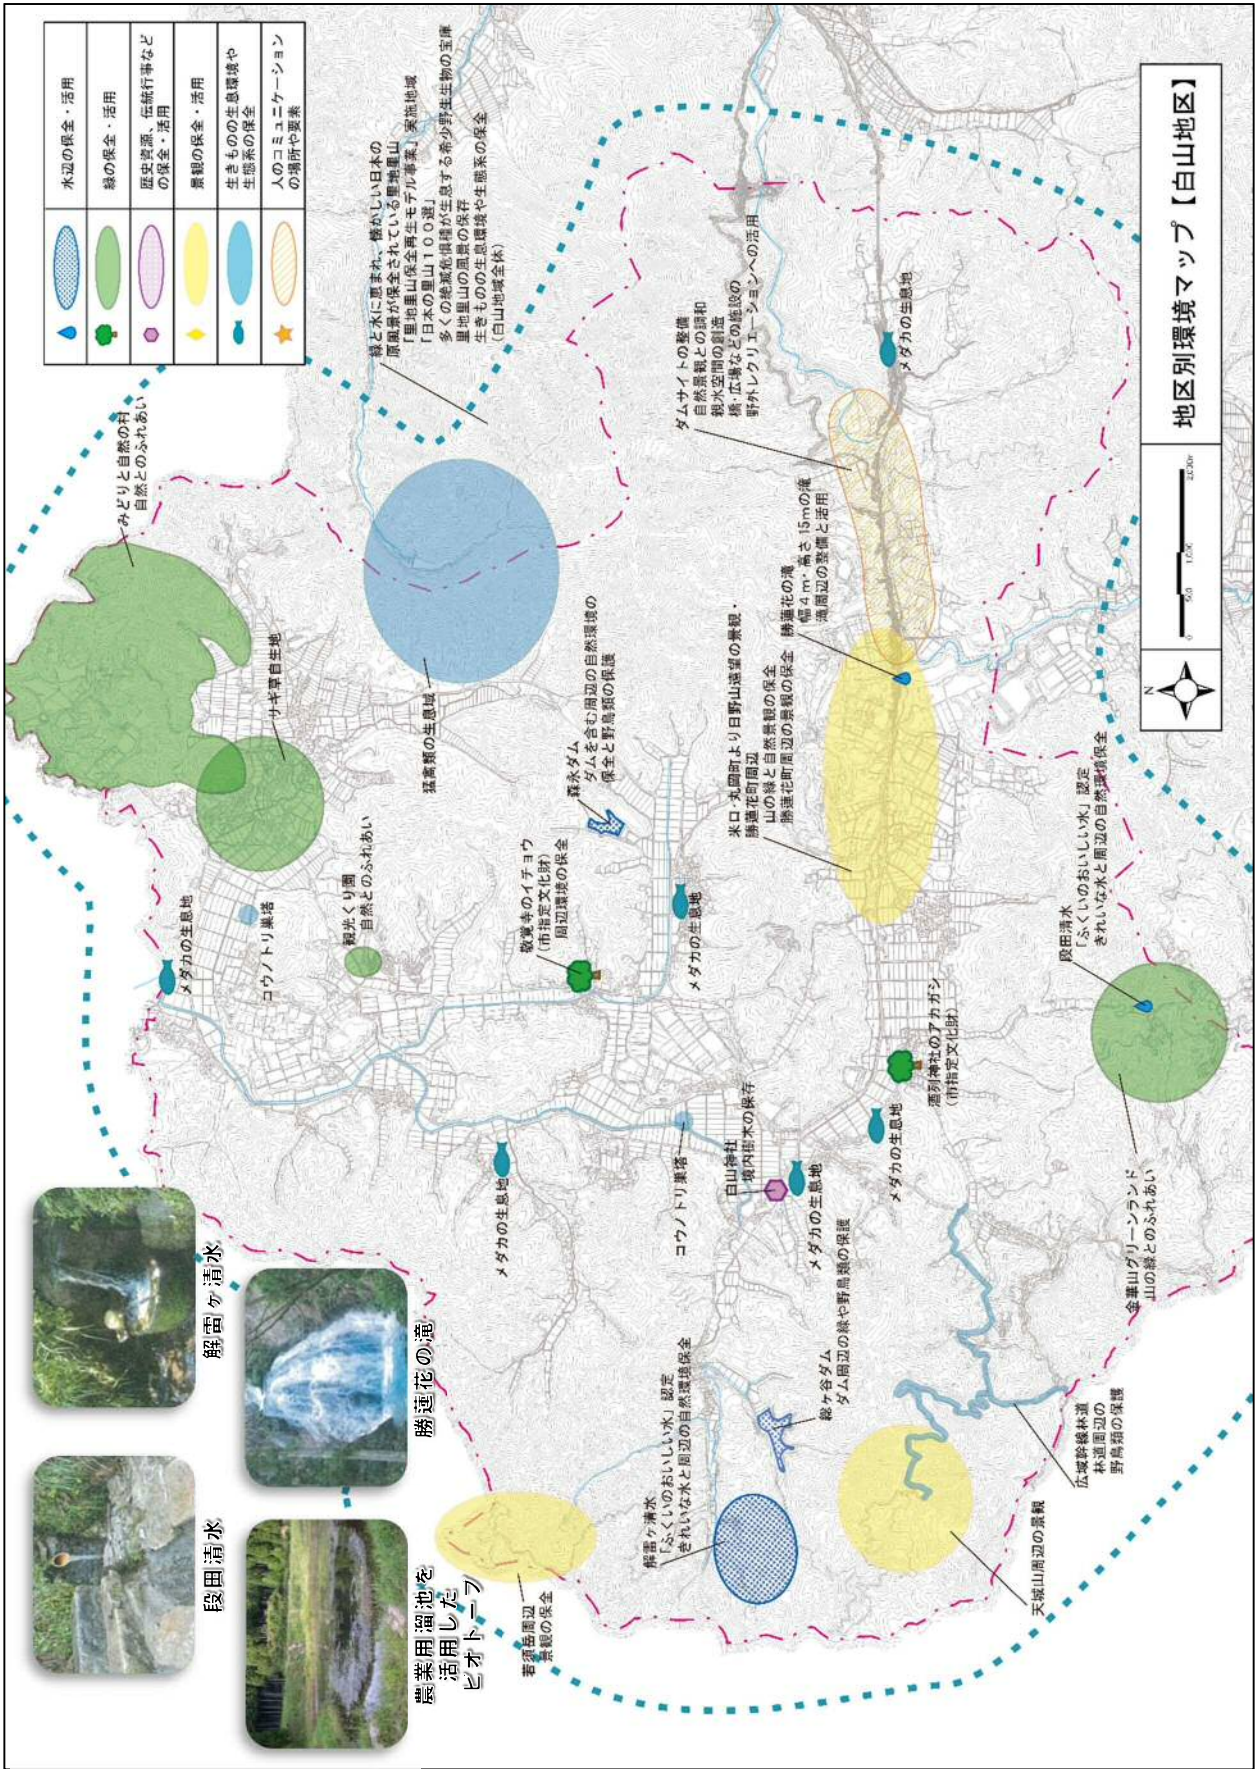 地区別環境マップ【白山地区】
N
0
500
1,000
2,000m
水辺の保全・活用
緑の保全・活用
歴史資源、伝統行事など
の保全・活用
景観の保全・活用
生きものの生息環境や
生態系の保全
人のコミュニケーション
の場所や要素
段田清水
解雷ヶ清水
農業用溜池を
活用した
ビオトープ
勝蓮花の滝
若須岳周辺
景観の保全
解雷ヶ清水
「ふくいのおいしい水」認定
きれいな水と周辺の自然環境保全
総ヶ谷ダム
ダム周辺の緑や野鳥類の保護
天城山周辺の景観
広域幹線林道
林道周辺の
野鳥類の保護
金華山グリーンランド
山の緑とのふれあい
メダカの生息地
コウノトリ巣塔
白山神社
境内樹木の保存
メダカの生息地
メダカの生息地
酒列神社のアカガシ
(市指定文化財)
段田清水
「ふくいのおいしい水」認定
きれいな水と周辺の自然環境保全
メダカの生息地
コウノトリ巣塔
観光くり園
自然とのふれあい
敬覚寺のイチョウ
(市指定文化財)
周辺環境の保全
メダカの生息地
森永ダム
ダムを含む周辺の自然環境の
保全と野鳥類の保護
米口・丸岡町より日野山遠望の景観・
勝蓮花町周辺
山の緑と自然景観の保全
勝蓮花町周辺の景観の保全
勝蓮花の滝
幅4m・高さ15mの滝
滝周辺の整備と活用
サギ草自生地
猛禽類の生息域
みどりと自然の村
自然とのふれあい
緑と水に恵まれ、懐かしい日本の
原風景が保全されている里地里山
「里地里山保全再生モデル事業」実施地域
「日本の里山100選」
多くの絶滅危惧種が生息する希少野生生物の宝庫
里地里山の風景の保存
生きものの生息環境や生態系の保全
(白山地域全体)
ダムサイトの整備
自然景観との調和
親水空間の創造
橋・広場などの施設の
野外レクリエーションへの活用
メダカの生息地